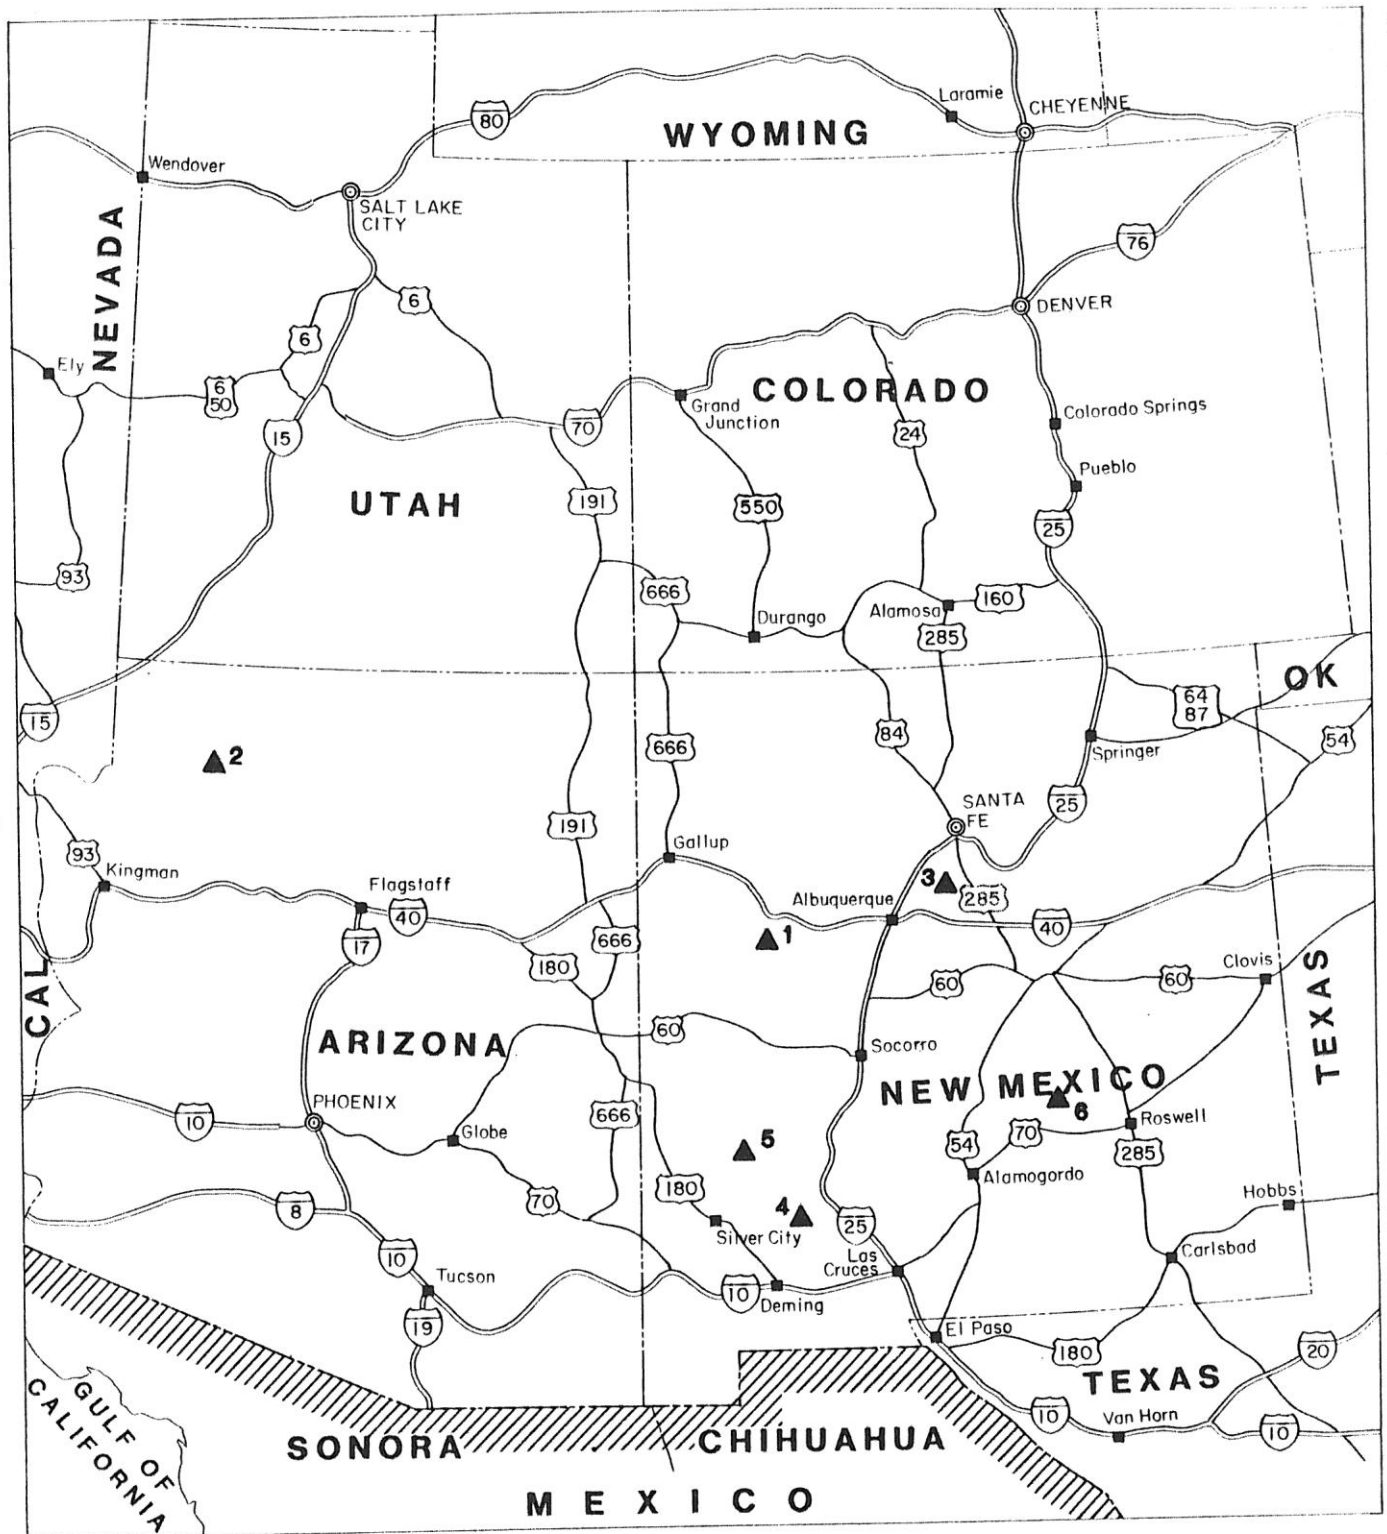 Laramie
CHEYENNE
80
WYOMING
Wendover
SALT LAKE
CITY
NEVADA
76
6
6
DENVER
Ely
6
50
COLORADO
Grand
Junction
Colorado Springs
15
70
24
Pueblo
UTAH
191
550
25
93
666
160
Durango
Alamosa
285
OK
64
87
15
84
54
2
666
Springer
SANTA
FE
25
191
93
Gallup
Kingman
Flagstaff
3
Albuquerque
285
40
40
17
666
1
180
Clovis
CAL
60
60
TEXAS
ARIZONA
60
Socorro
NEW MEXICO
PHOENIX
6
10
666
Roswell
Globe
70
54
5
285
Alamogordo
180
Hobbs
70
8
4
25
Silver City
Las
Cruces
Carlsbad
10
Tucson
10
Deming
19
El Paso
180
20
TEXAS
GULF OF
CALIFORNIA
10
Van Horn
10
SONORA
CHIHUAHUA
MEXICO